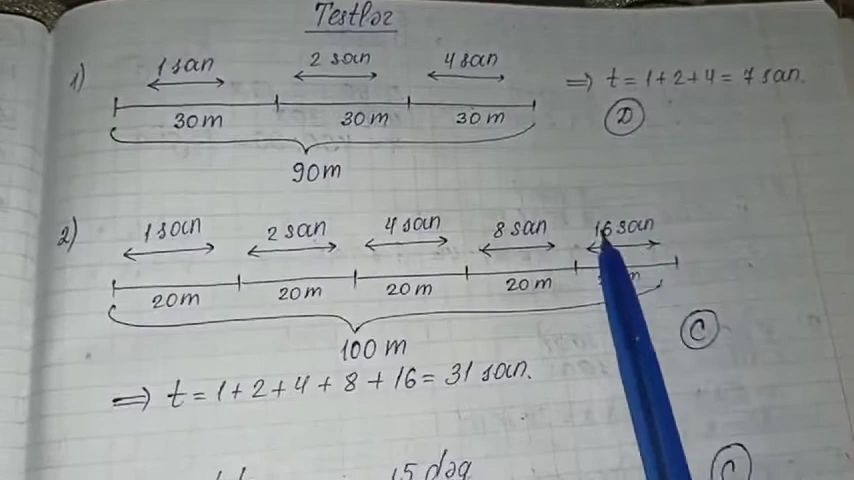 Testlər
1)
1 san 2 san 4 san
30 m 30 m 30 m
90 m
⇒ t = 1 + 2 + 4 = 7 san.
D
2)
1 san 2 san 4 san 8 san 16 san
20 m 20 m 20 m 20 m m
100 m
C
⇒ t = 1 + 2 + 4 + 8 + 16 = 31 san.
15 dəq
C